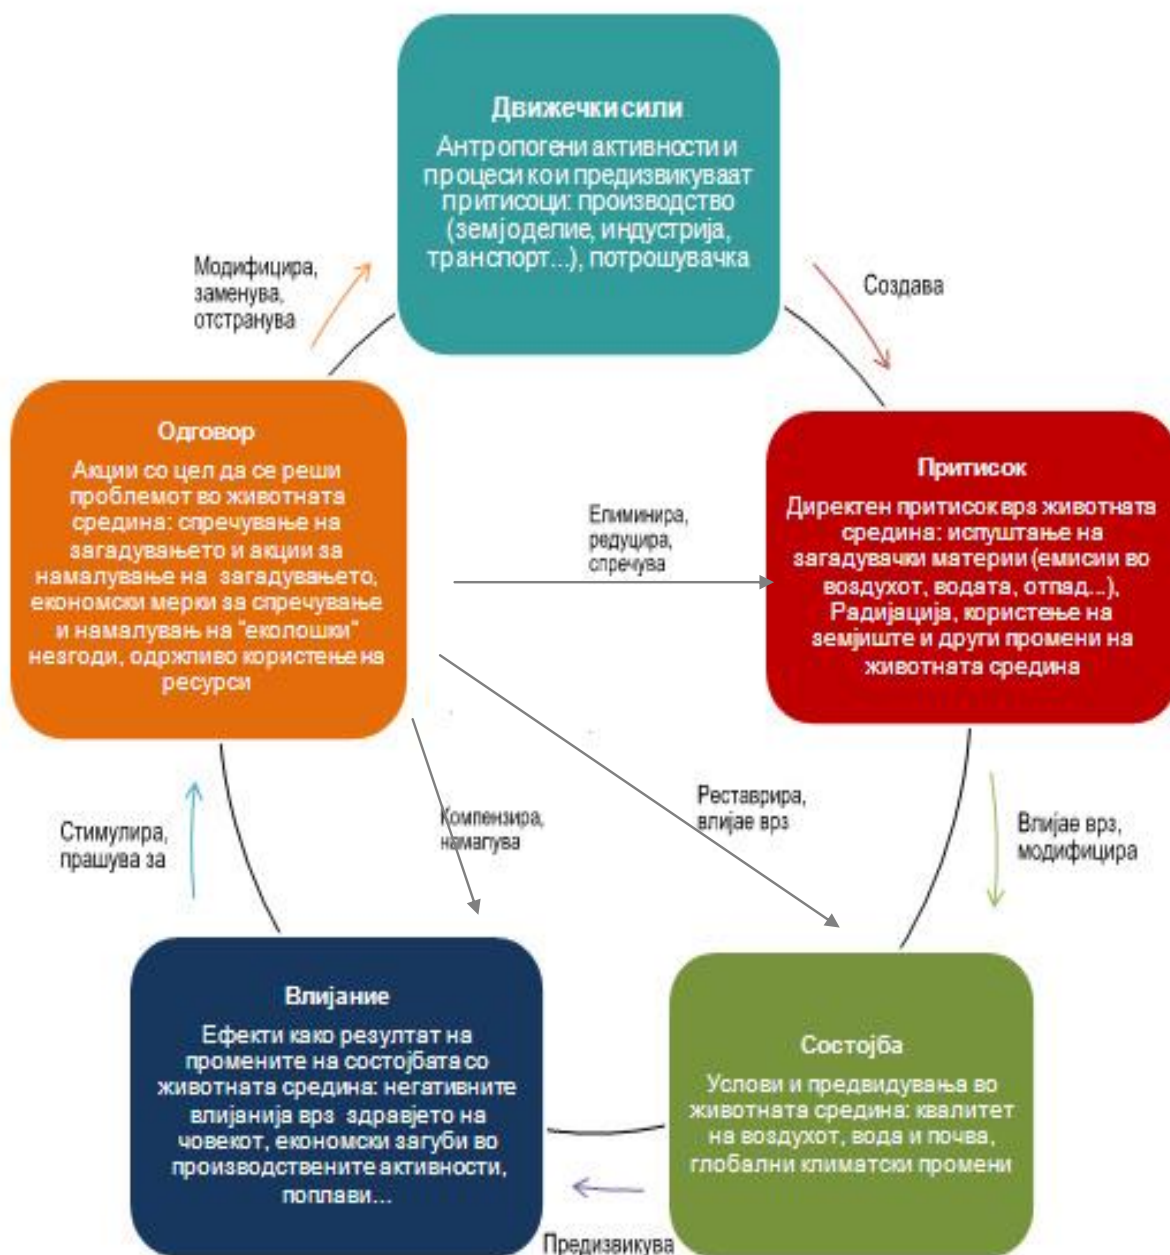 Движечки сили
Антропогени активности и
процеси кои предизвикуваат
притисоци: производство
(земјоделие, индустрија,
транспорт...), потрошувачка
Модифицира,
заменува,
отстранува
Создава
Одговор
Акции со цел да се реши
проблемот во животната
средина: спречување на
загадувањето и акции за
намалување на загадувањето,
економски мерки за спречување
и намалувањ на "еколошки"
незгоди, одржливо користење на
ресурси
Елиминира,
редуцира,
спречува
Притисок
Директен притисок врз животната
средина: испуштање на
загадувачки материи (емисии во
воздухот, водата, отпад...),
Радијација, користење на
земјиште и други промени на
животната средина
Стимулира,
прашува за
Компензира,
намалува
Реставрира,
влијае врз
Влијае врз,
модифицира
Влијание
Ефекти како резултат на
промените на состојбата со
животната средина: негативните
влијанија врз здравјето на
човекот, економски загуби во
производствените активности,
поплави...
Состојба
Услови и предвидувања во
животната средина: квалитет
на воздухот, вода и почва,
глобални климатски промени
Предизвикува